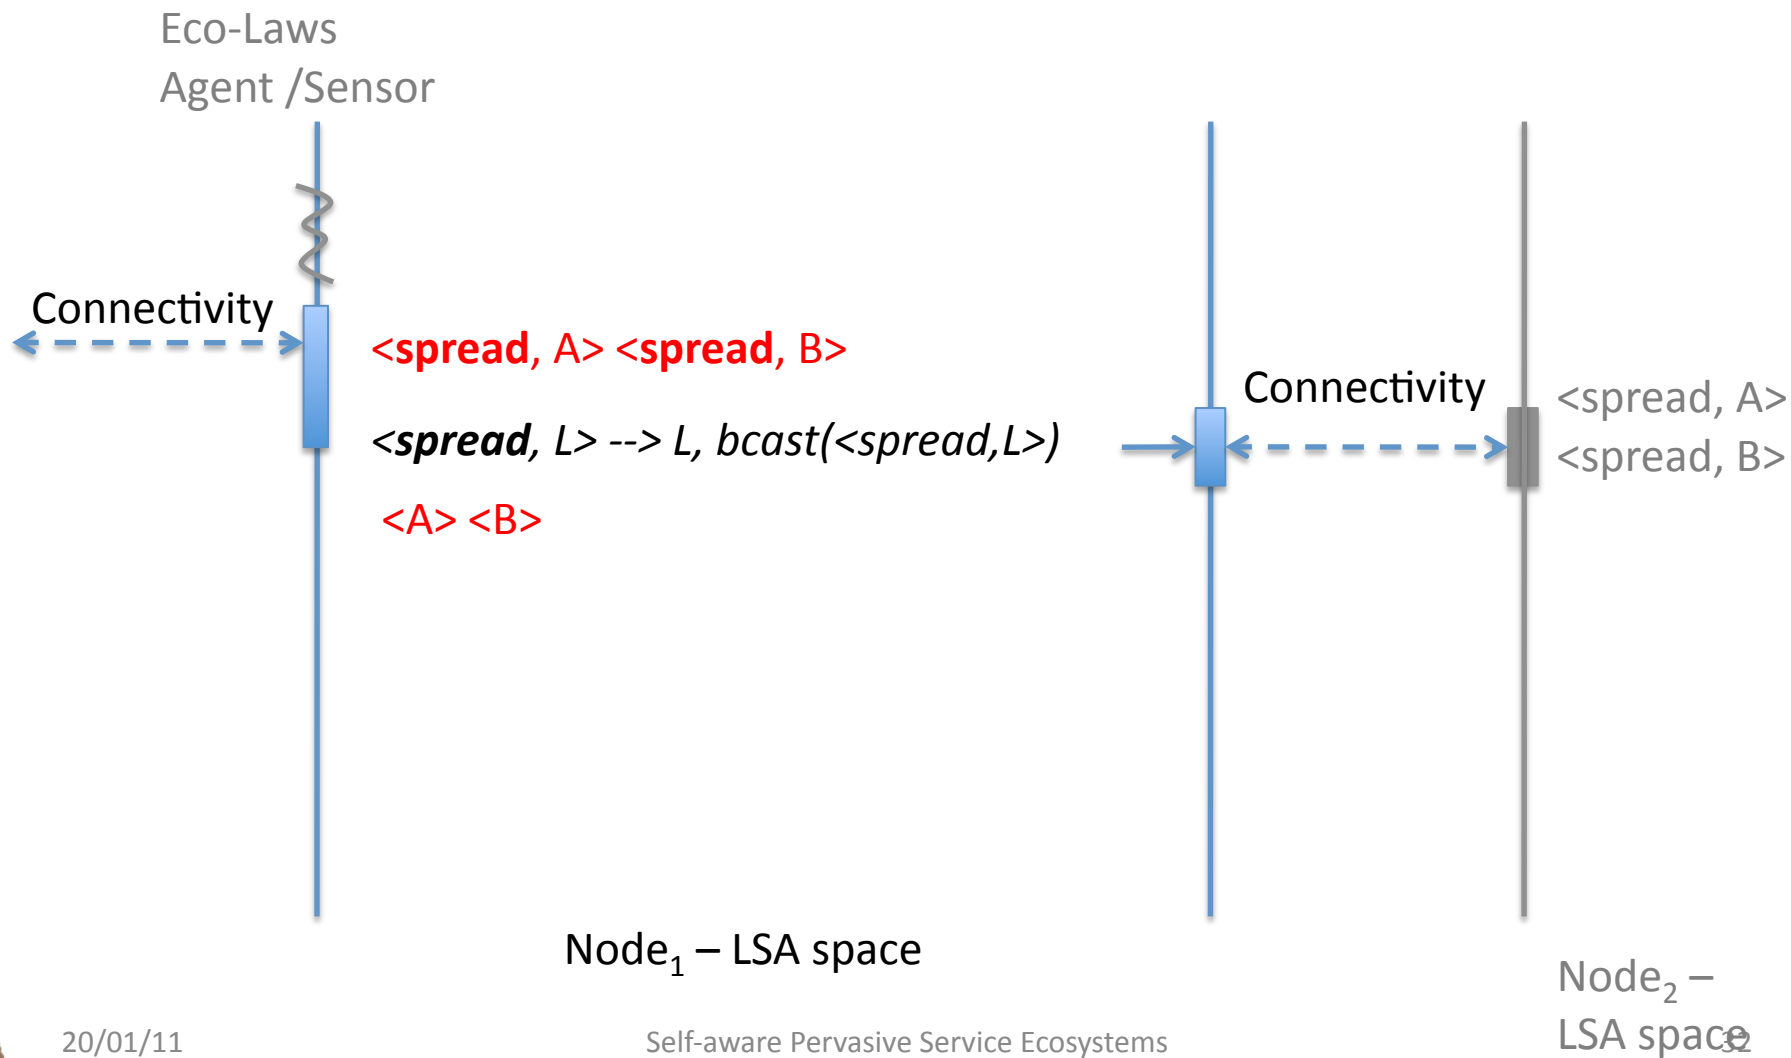 Eco-Laws
Agent /Sensor
Connectivity
<spread, A> <spread, B>
<spread, L> --> L, bcast(<spread,L>)
<A> <B>
Connectivity
<spread, A>
<spread, B>
Node1 – LSA space
Node2 –
LSA space
20/01/11
Self-aware Pervasive Service Ecosystems
32